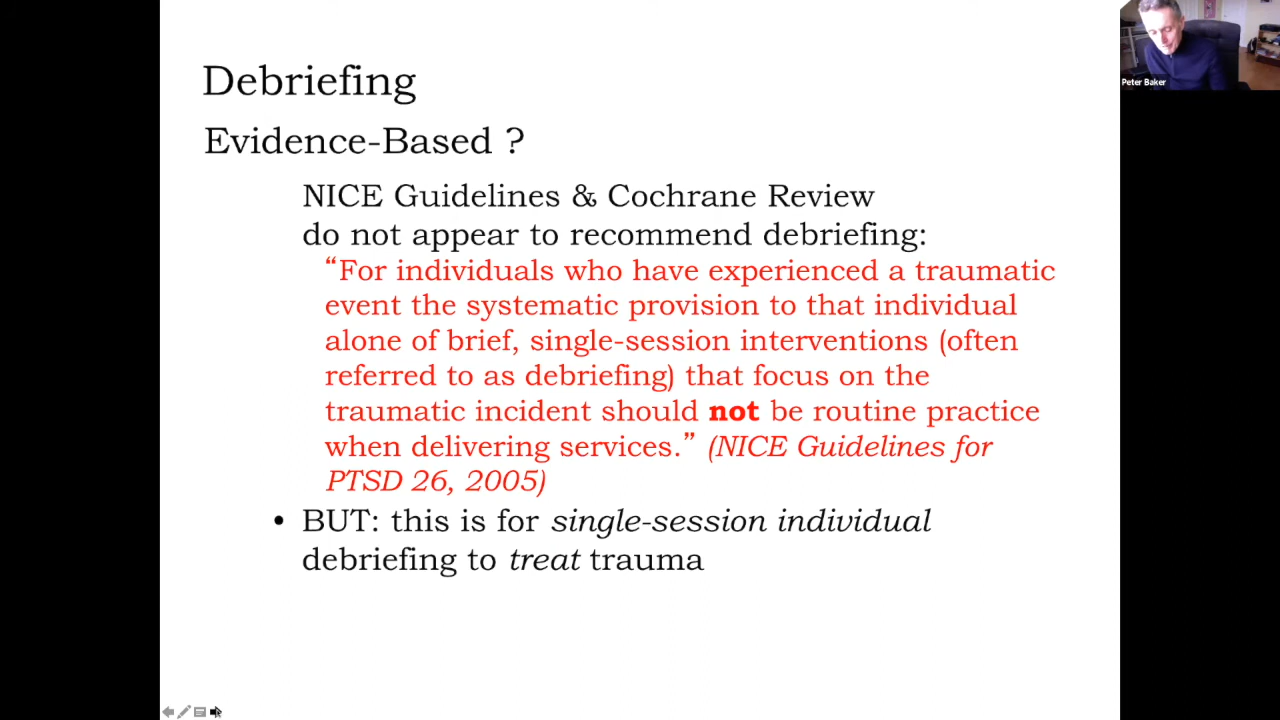 Debriefing
Evidence-Based ?
NICE Guidelines & Cochrane Review
do not appear to recommend debriefing:
“For individuals who have experienced a traumatic
event the systematic provision to that individual
alone of brief, single-session interventions (often
referred to as debriefing) that focus on the
traumatic incident should not be routine practice
when delivering services.” (NICE Guidelines for
PTSD 26, 2005)
• BUT: this is for single-session individual
debriefing to treat trauma
Peter Baker